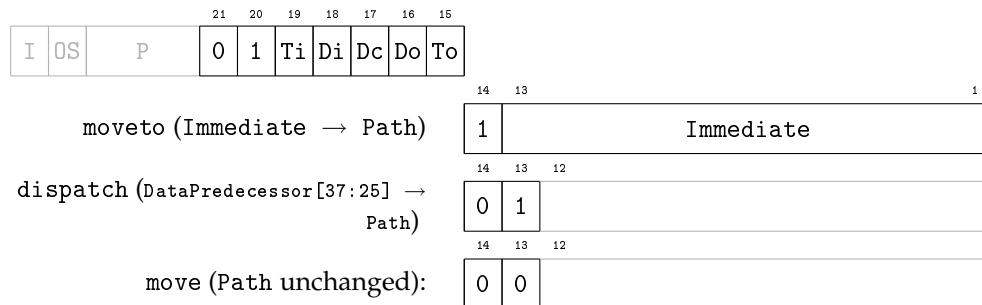 21 20 19 18 17 16 15
I OS P 0 1 Ti Di Dc Do To
14 13 1
moveto (Immediate → Path) 1 Immediate
14 13 12
dispatch (DataPredecessor[37:25] → 0 1
Path)
14 13 12
move (Path unchanged): 0 0